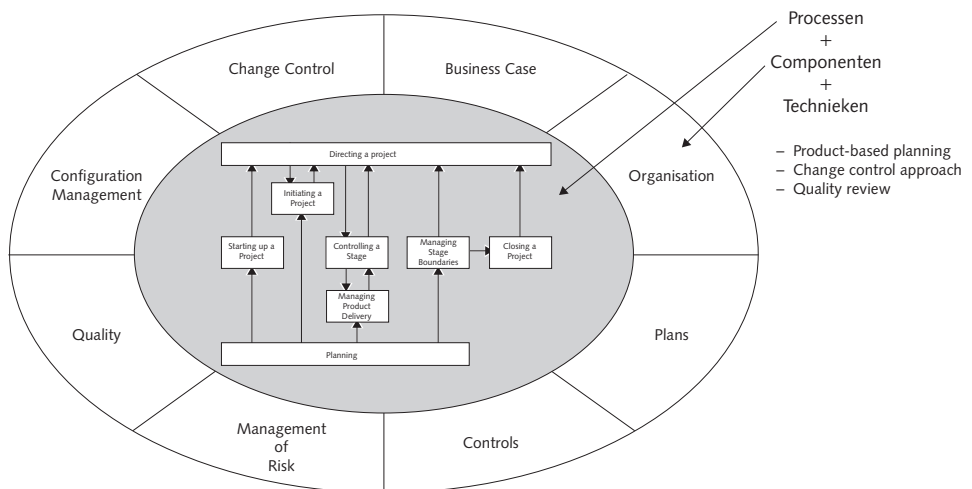 Processen
+
Componenten
+
Technieken
– Product-based planning
– Change control approach
– Quality review
Change Control
Business Case
Configuration
Management
Organisation
Quality
Plans
Management
of
Risk
Controls
Directing a project
Initiating a
Project
Starting up a
Project
Controlling a
Stage
Managing
Stage
Boundaries
Closing a
Project
Managing
Product
Delivery
Planning